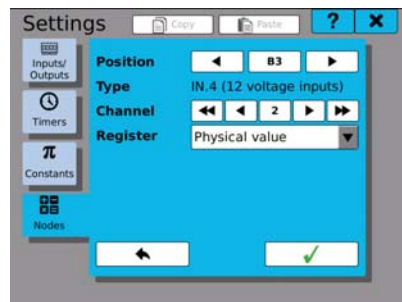 Settings
Copy
Paste
?
X
Inputs/
Outputs
Timers
π
Constants
Nodes
Position
B3
Type
IN.4 (12 voltage inputs)
Channel
2
Register
Physical value